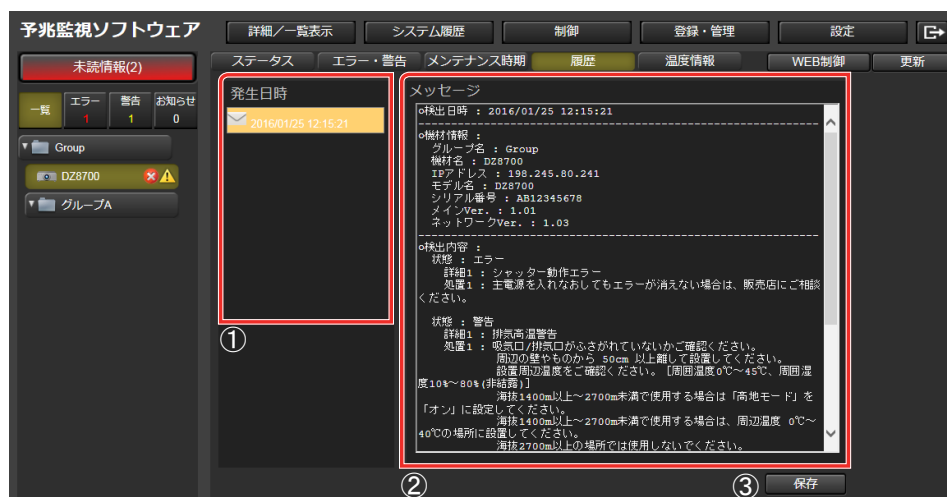 予兆監視ソフトウェア
詳細/一覧表示
システム履歴
制御
登録・管理
設定
未読情報(2)
ステータス
エラー・警告
メンテナンス時期
履歴
温度情報
WEB制御
更新
一覧
エラー
1
警告
1
お知らせ
0
Group
DZ8700
グループA
発生日時
2016/01/25 12:15:21
①
メッセージ
o検出日時 : 2016/01/25 12:15:21
o機材情報 :
グループ名 : Group
機材名 : DZ8700
IPアドレス : 198.245.80.241
モデル名 : DZ8700
シリアル番号 : AB12345678
メインVer. : 1.01
ネットワークVer. : 1.03
o検出内容 :
状態 : エラー
詳細1 : シャッター動作エラー
処置1 : 主電源を入れなおしてもエラーが消えない場合は、販売店にご相談
ください。
状態 : 警告
詳細1 : 排気高温警告
処置1 : 吸気口/排気口がふさがれていないかご確認ください。
周辺の壁やものから 50cm 以上離して設置してください。
設置周辺温度をご確認ください。[周囲温度0℃~45℃、周囲湿
度10%~80%(非結露)]
海抜1400m以上~2700m未満で使用する場合は「高地モード」を
「オン」に設定してください。
海抜1400m以上~2700m未満で使用する場合は、周辺温度 0℃~
40℃の場所に設置してください。
海抜2700m以上の場所では使用しないでください。
②
③
保存